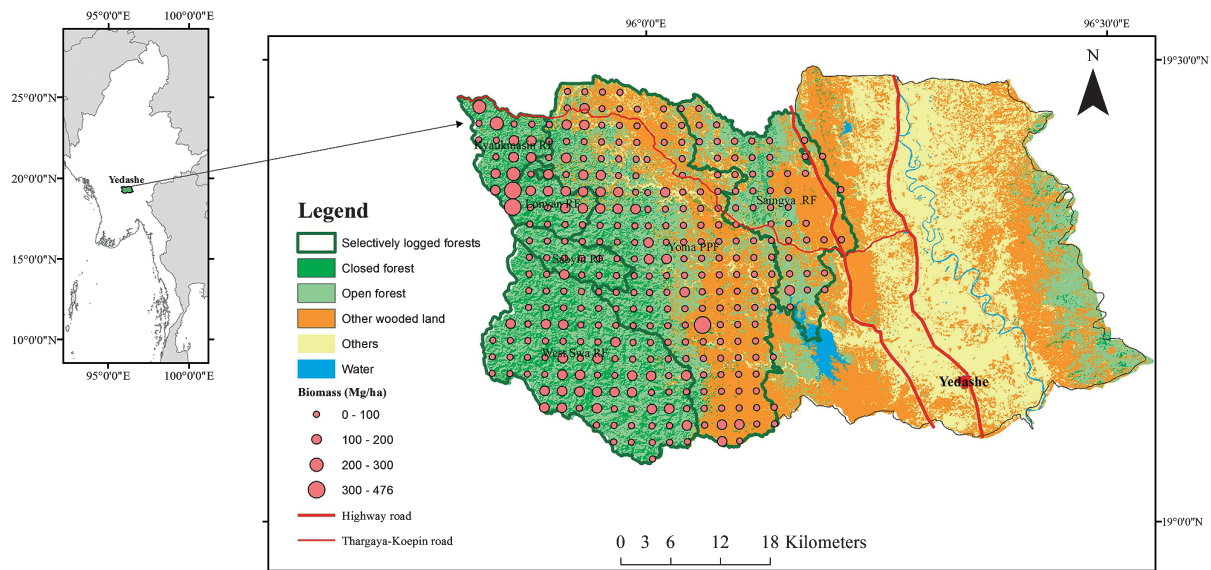 95°0'0"E
100°0'0"E
25°0'0"N
20°0'0"N
15°0'0"N
10°0'0"N
95°0'0"E
100°0'0"E
Yedashe
96°0'0"E
96°30'0"E
19°30'0"N
19°0'0"N
N
Kyaukmasin RF
Lonyan RF
Saingya .RF
Yoma PPF
Sabyin RF
West Swa RF
Yedashe
Legend
Selectively logged forests
Closed forest
Open forest
Other wooded land
Others
Water
Biomass (Mg/ha)
0 - 100
100 - 200
200 - 300
300 - 476
Highway road
Thargaya-Koepin road
0 3 6 12 18 Kilometers